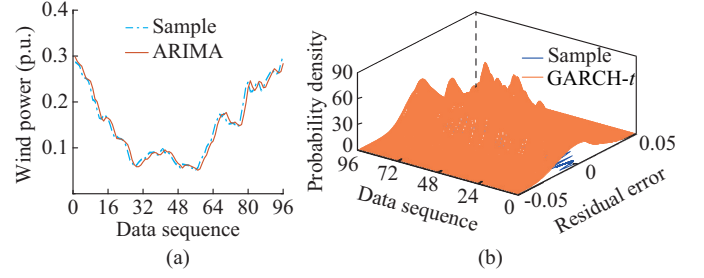 0.4
0.3
0.2
0.1
Wind power (p.u.)
Sample
ARIMA
0 16 32 48 64 80 96
Data sequence
(a)
Probability density
90
60
30
0
Sample
GARCH-t
96 72 48 24 0
Data sequence
-0.05 0 0.05
Residual error
(b)